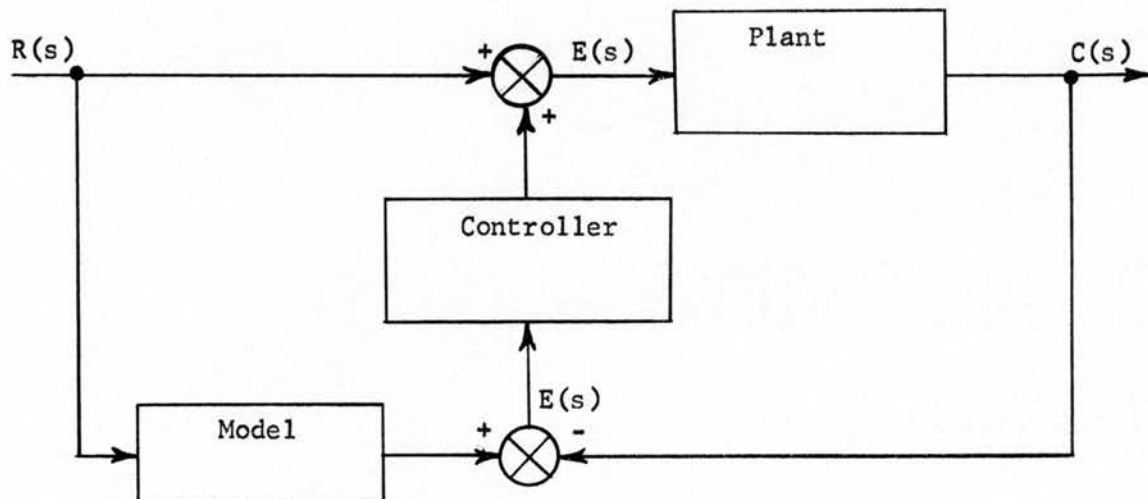 R(s)
+
E(s)
Plant
C(s)
+
Controller
E(s)
Model
+
-